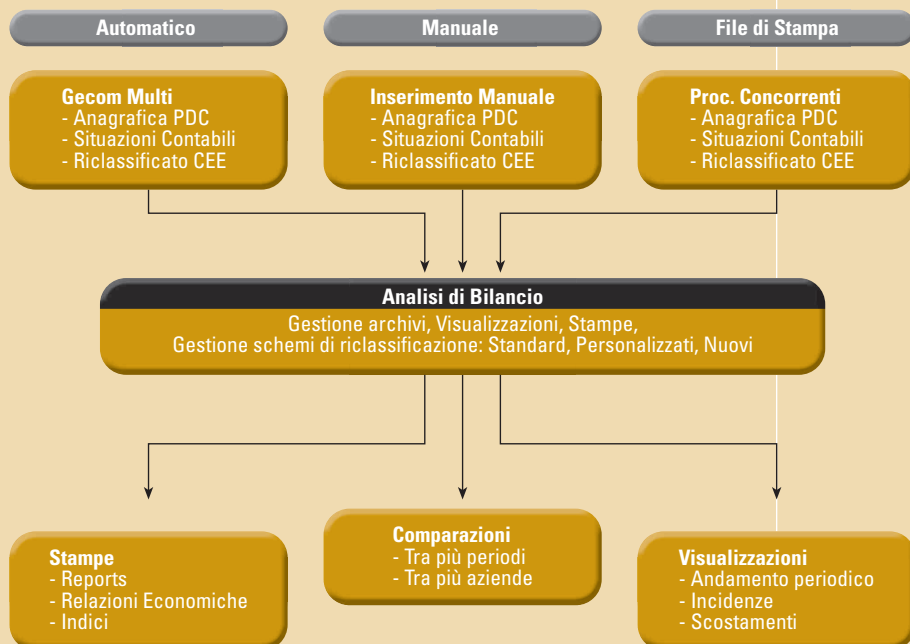 Automatico
Manuale
File di Stampa
Gecom Multi
- Anagrafica PDC
- Situazioni Contabili
- Riclassificato CEE
Inserimento Manuale
- Anagrafica PDC
- Situazioni Contabili
- Riclassificato CEE
Proc. Concorrenti
- Anagrafica PDC
- Situazioni Contabili
- Riclassificato CEE
Analisi di Bilancio
Gestione archivi, Visualizzazioni, Stampe,
Gestione schemi di riclassificazione: Standard, Personalizzati, Nuovi
Stampe
- Reports
- Relazioni Economiche
- Indici
Comparazioni
- Tra più periodi
- Tra più aziende
Visualizzazioni
- Andamento periodico
- Incidenze
- Scostamenti